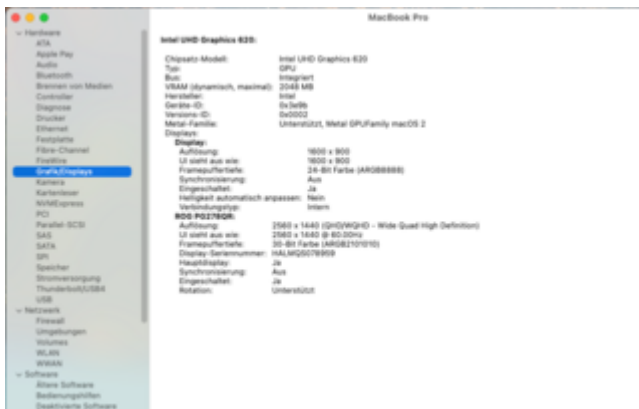 MacBook Pro
Hardware
ATA
Apple Pay
Audio
Bluetooth
Brennen von Medien
Controller
Diagnose
Drucker
Ethernet
Festplatte
Fibre-Channel
FireWire
Grafik/Displays
Kamera
Kartenleser
NVMExpress
PCI
Parallel-SCSI
SAS
SATA
SPI
Speicher
Stromversorgung
Thunderbolt/USB4
USB
Netzwerk
Firewall
Umgebungen
Volumes
WLAN
WWAN
Software
Ältere Software
Bedienungshilfen
Deaktivierte Software
Intel UHD Graphics 620:
Chipsatz-Modell: Intel UHD Graphics 620
Typ: GPU
Bus: Integriert
VRAM (dynamisch, maximal): 2048 MB
Hersteller: Intel
Geräte-ID: 0x3e9b
Versions-ID: 0x0002
Metal-Familie: Unterstützt, Metal GPUFamily macOS 2
Displays:
Display:
Auflösung: 1600 x 900
UI sieht aus wie: 1600 x 900
Framepuffertiefe: 24-Bit Farbe (ARGB8888)
Synchronisierung: Aus
Eingeschaltet: Ja
Helligkeit automatisch anpassen: Nein
Verbindungstyp: Intern
ROG PG278QR:
Auflösung: 2560 x 1440 (QHD/WQHD - Wide Quad High Definition)
UI sieht aus wie: 2560 x 1440 @ 60.00Hz
Framepuffertiefe: 30-Bit Farbe (ARGB2101010)
Display-Seriennummer:
Hauptdisplay: Ja
Synchronisierung: Aus
Eingeschaltet: Ja
Rotation: Unterstützt